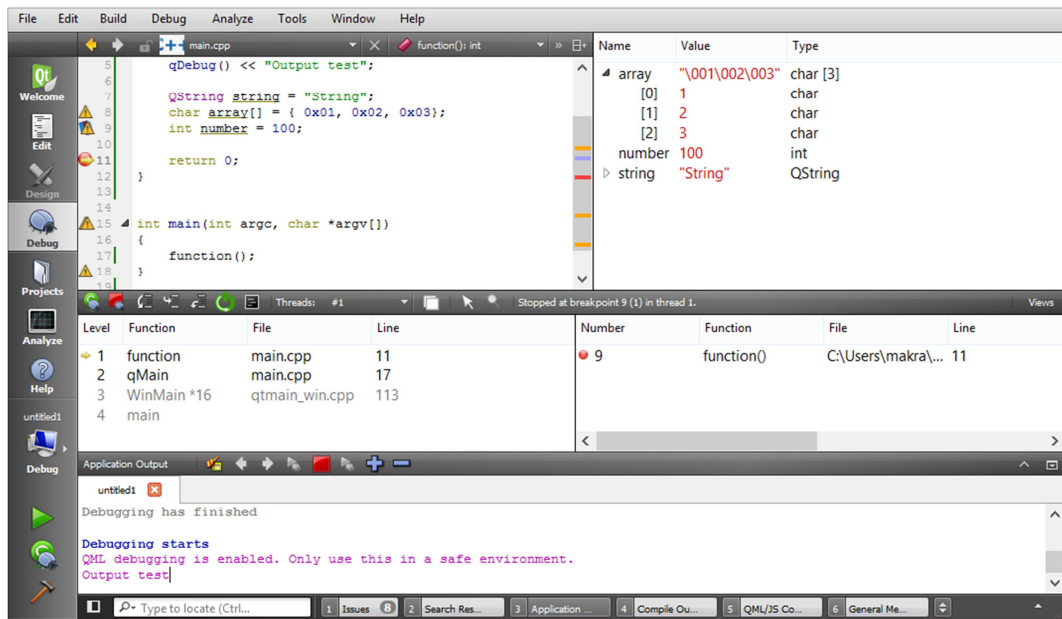 File Edit Build Debug Analyze Tools Window Help
main.cpp function(): int
Name Value Type
Welcome
Edit
Design
Debug
Projects
Analyze
Help
untitled1
Debug
5 qDebug() << "Output test";
6
7 QString string = "String";
8 char array[] = { 0x01, 0x02, 0x03};
9 int number = 100;
10
11 return 0;
12 }
13
14
15 int main(int argc, char *argv[])
16 {
17 function();
18 }
19
array "\001\002\003" char [3]
[0] 1 char
[1] 2 char
[2] 3 char
number 100 int
string "String" QString
Threads: #1 Stopped at breakpoint 9 (1) in thread 1. Views
Level Function File Line
1 function main.cpp 11
2 qMain main.cpp 17
3 WinMain *16 qtmain_win.cpp 113
4 main
Number Function File Line
9 function() C:\Users\makra\... 11
Application Output
untitled1
Debugging has finished
Debugging starts
QML debugging is enabled. Only use this in a safe environment.
Output test
Type to locate (Ctrl... 1 Issues 8 2 Search Res... 3 Application ... 4 Compile Ou... 5 QML/JS Co... 6 General Me...